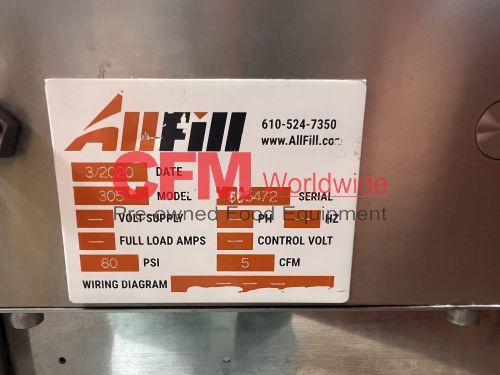 AllFill
610-524-7350
www.AllFill.com
3/2020 DATE
305 MODEL SERIAL
— VOLT SUPPLY — PH — HZ
— FULL LOAD AMPS — CONTROL VOLT
80 PSI 5 CFM
WIRING DIAGRAM — — — —
CFM Worldwide
Pre owned Food Equipment